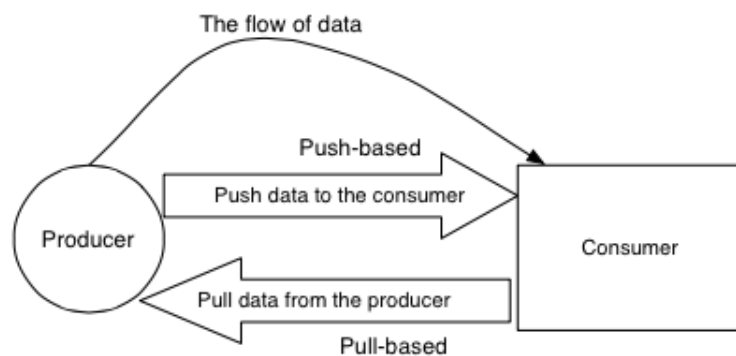 The flow of data
Push-based
Push data to the consumer
Producer
Consumer
Pull data from the producer
Pull-based